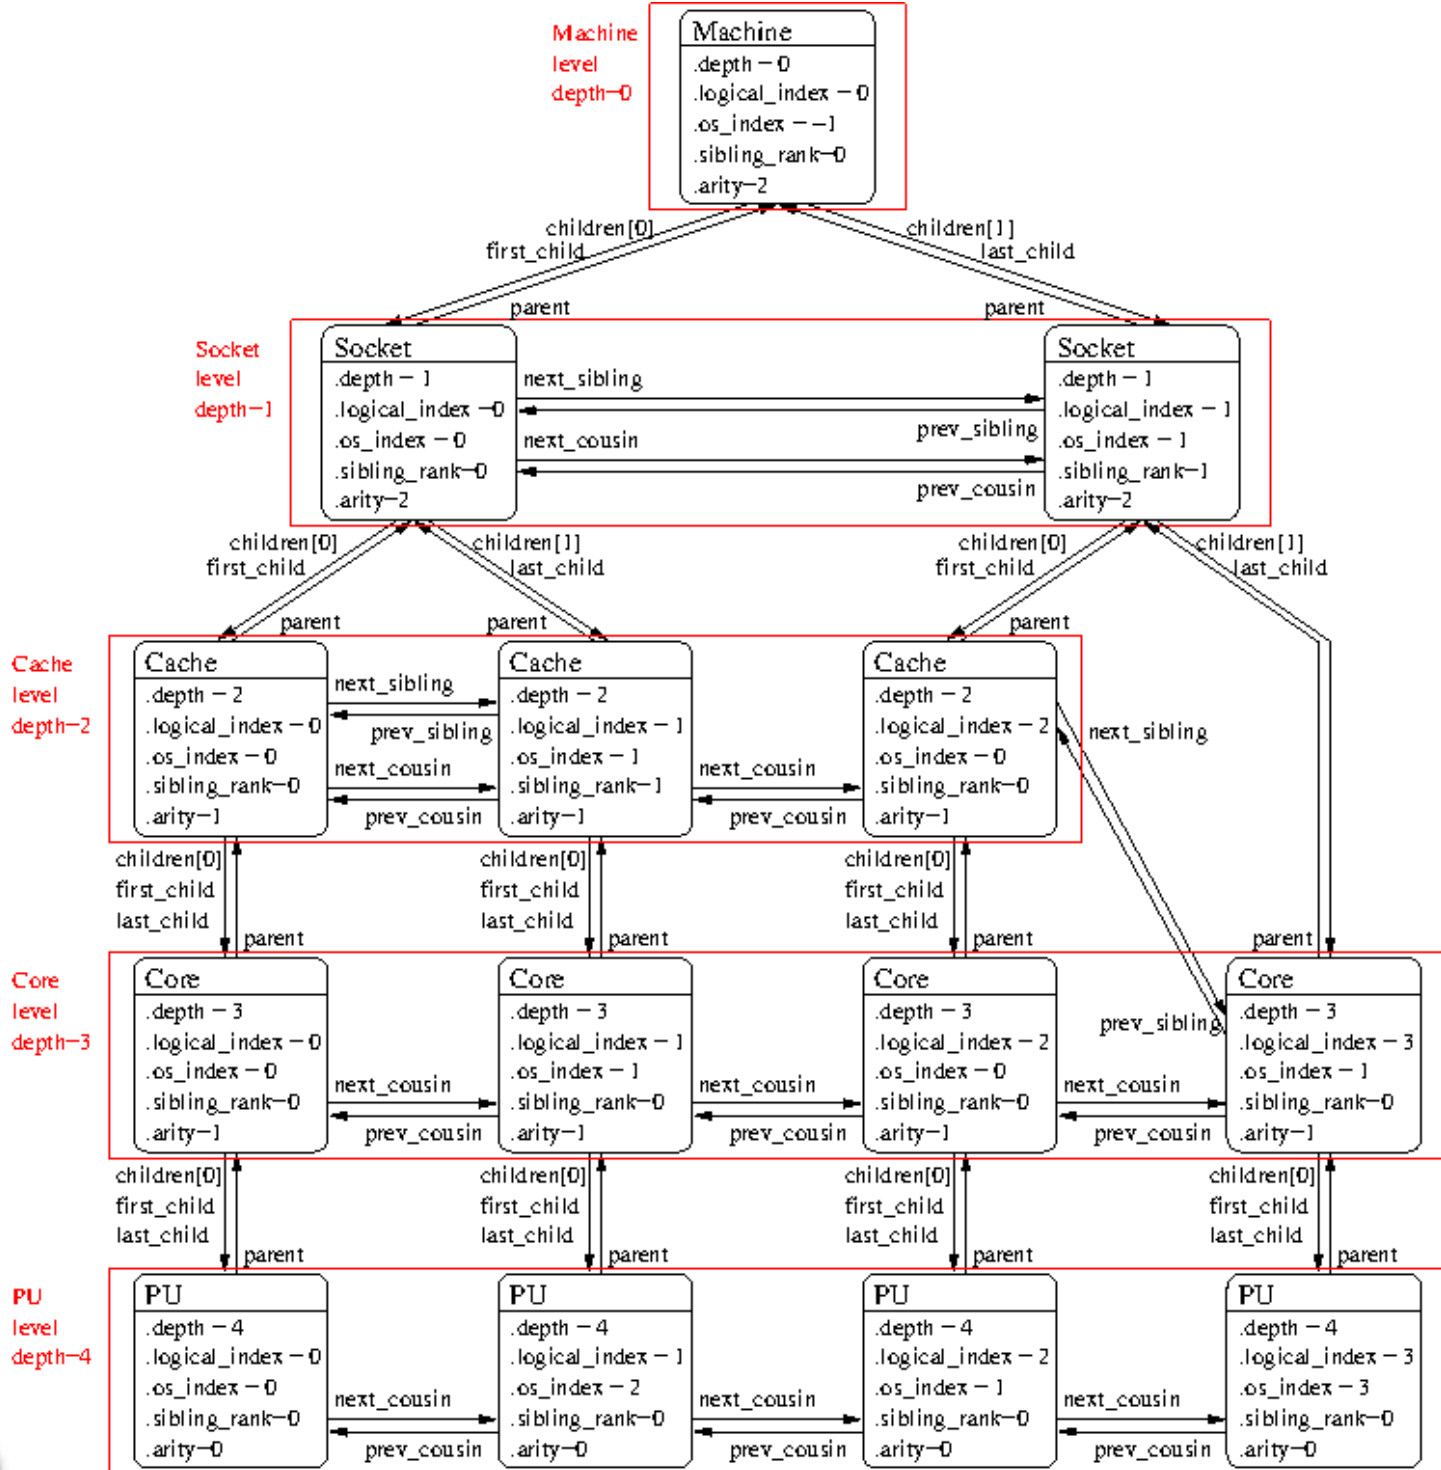 Machine
level
depth=0
Machine
.depth = 0
.logical_index = 0
.os_index = -1
.sibling_rank=0
.arity=2
children[0]
first_child
children[1]
last_child
parent
parent
Socket
level
depth=1
Socket
.depth = 1
.logical_index =0
.os_index = 0
.sibling_rank=0
.arity=2
next_sibling
prev_sibling
next_cousin
prev_cousin
Socket
.depth = 1
.logical_index = 1
.os_index = 1
.sibling_rank=1
.arity=2
children[0]
first_child
children[1]
last_child
children[0]
first_child
children[1]
last_child
parent
parent
parent
Cache
level
depth=2
Cache
.depth = 2
.logical_index = 0
.os_index = 0
.sibling_rank=0
.arity=1
next_sibling
prev_sibling
next_cousin
prev_cousin
Cache
.depth = 2
.logical_index = 1
.os_index = 1
.sibling_rank=1
.arity=1
next_cousin
prev_cousin
Cache
.depth = 2
.logical_index = 2
.os_index = 0
.sibling_rank=0
.arity=1
next_sibling
prev_sibling
children[0]
first_child
last_child
parent
children[0]
first_child
last_child
parent
children[0]
first_child
last_child
parent
parent
Core
level
depth=3
Core
.depth = 3
.logical_index = 0
.os_index = 0
.sibling_rank=0
.arity=1
next_cousin
prev_cousin
Core
.depth = 3
.logical_index = 1
.os_index = 1
.sibling_rank=0
.arity=1
next_cousin
prev_cousin
Core
.depth = 3
.logical_index = 2
.os_index = 0
.sibling_rank=0
.arity=1
next_cousin
prev_cousin
Core
.depth = 3
.logical_index = 3
.os_index = 1
.sibling_rank=0
.arity=1
children[0]
first_child
last_child
parent
children[0]
first_child
last_child
parent
children[0]
first_child
last_child
parent
children[0]
first_child
last_child
parent
PU
level
depth=4
PU
.depth = 4
.logical_index = 0
.os_index = 0
.sibling_rank=0
.arity=0
next_cousin
prev_cousin
PU
.depth = 4
.logical_index = 1
.os_index = 2
.sibling_rank=0
.arity=0
next_cousin
prev_cousin
PU
.depth = 4
.logical_index = 2
.os_index = 1
.sibling_rank=0
.arity=0
next_cousin
prev_cousin
PU
.depth = 4
.logical_index = 3
.os_index = 3
.sibling_rank=0
.arity=0